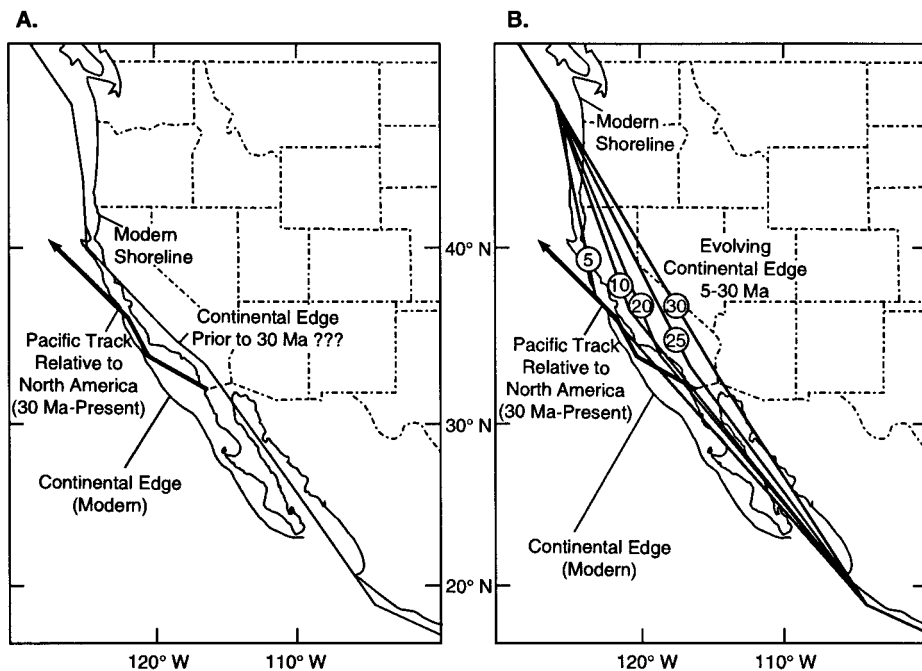 A.
Modern
Shoreline
40° N
Continental Edge
Prior to 30 Ma ???
Pacific Track
Relative to
North America
(30 Ma-Present)
30° N
Continental Edge
(Modern)
20° N
120° W
110° W
B.
Modern
Shoreline
Evolving
Continental Edge
5-30 Ma
5
10
20
30
25
Pacific Track
Relative to
North America
(30 Ma-Present)
Continental Edge
(Modern)
120° W
110° W